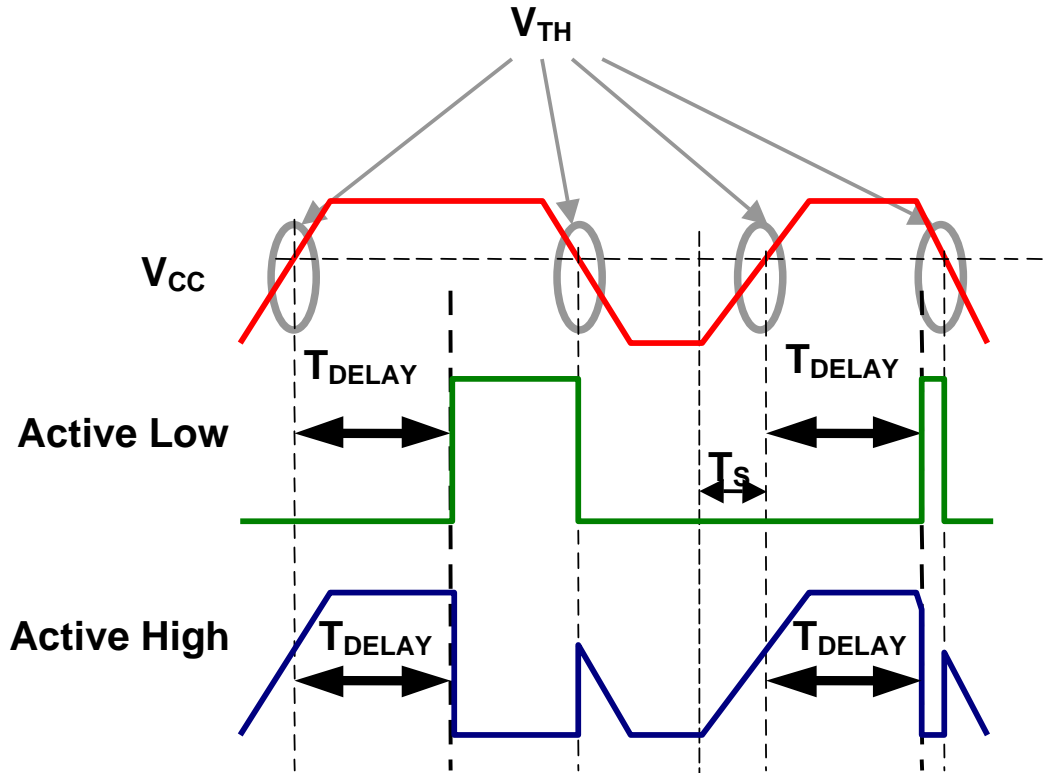 VTH
VCC
TDELAY
TDELAY
Active Low
TS
Active High
TDELAY
TDELAY